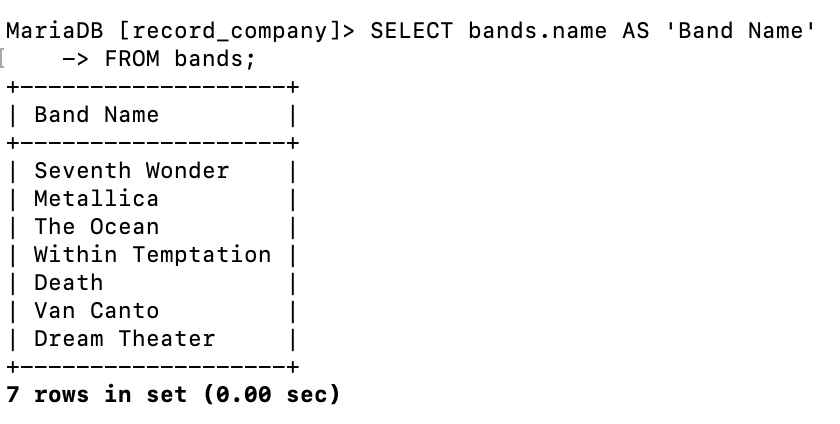 MariaDB [record_company]> SELECT bands.name AS 'Band Name'
    -> FROM bands;
+-------------------+
| Band Name         |
+-------------------+
| Seventh Wonder    |
| Metallica         |
| The Ocean         |
| Within Temptation |
| Death             |
| Van Canto         |
| Dream Theater     |
+-------------------+
7 rows in set (0.00 sec)